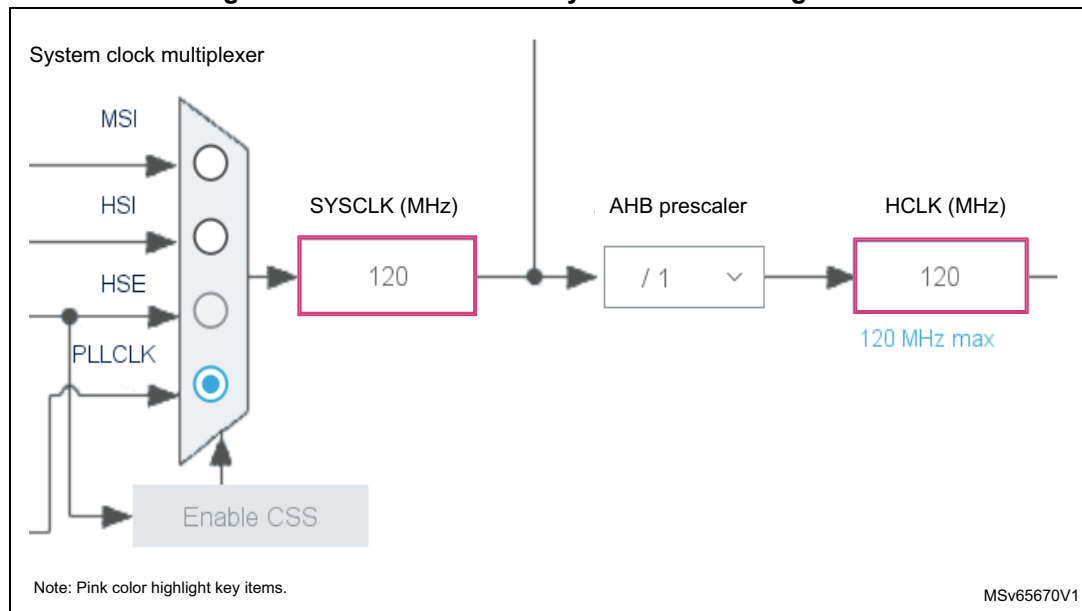 System clock multiplexer
MSI
HSI
SYSCLK (MHz)
AHB prescaler
HCLK (MHz)
120
/ 1
120
HSE
120 MHz max
PLLCLK
Enable CSS
Note: Pink color highlight key items.
MSv65670V1